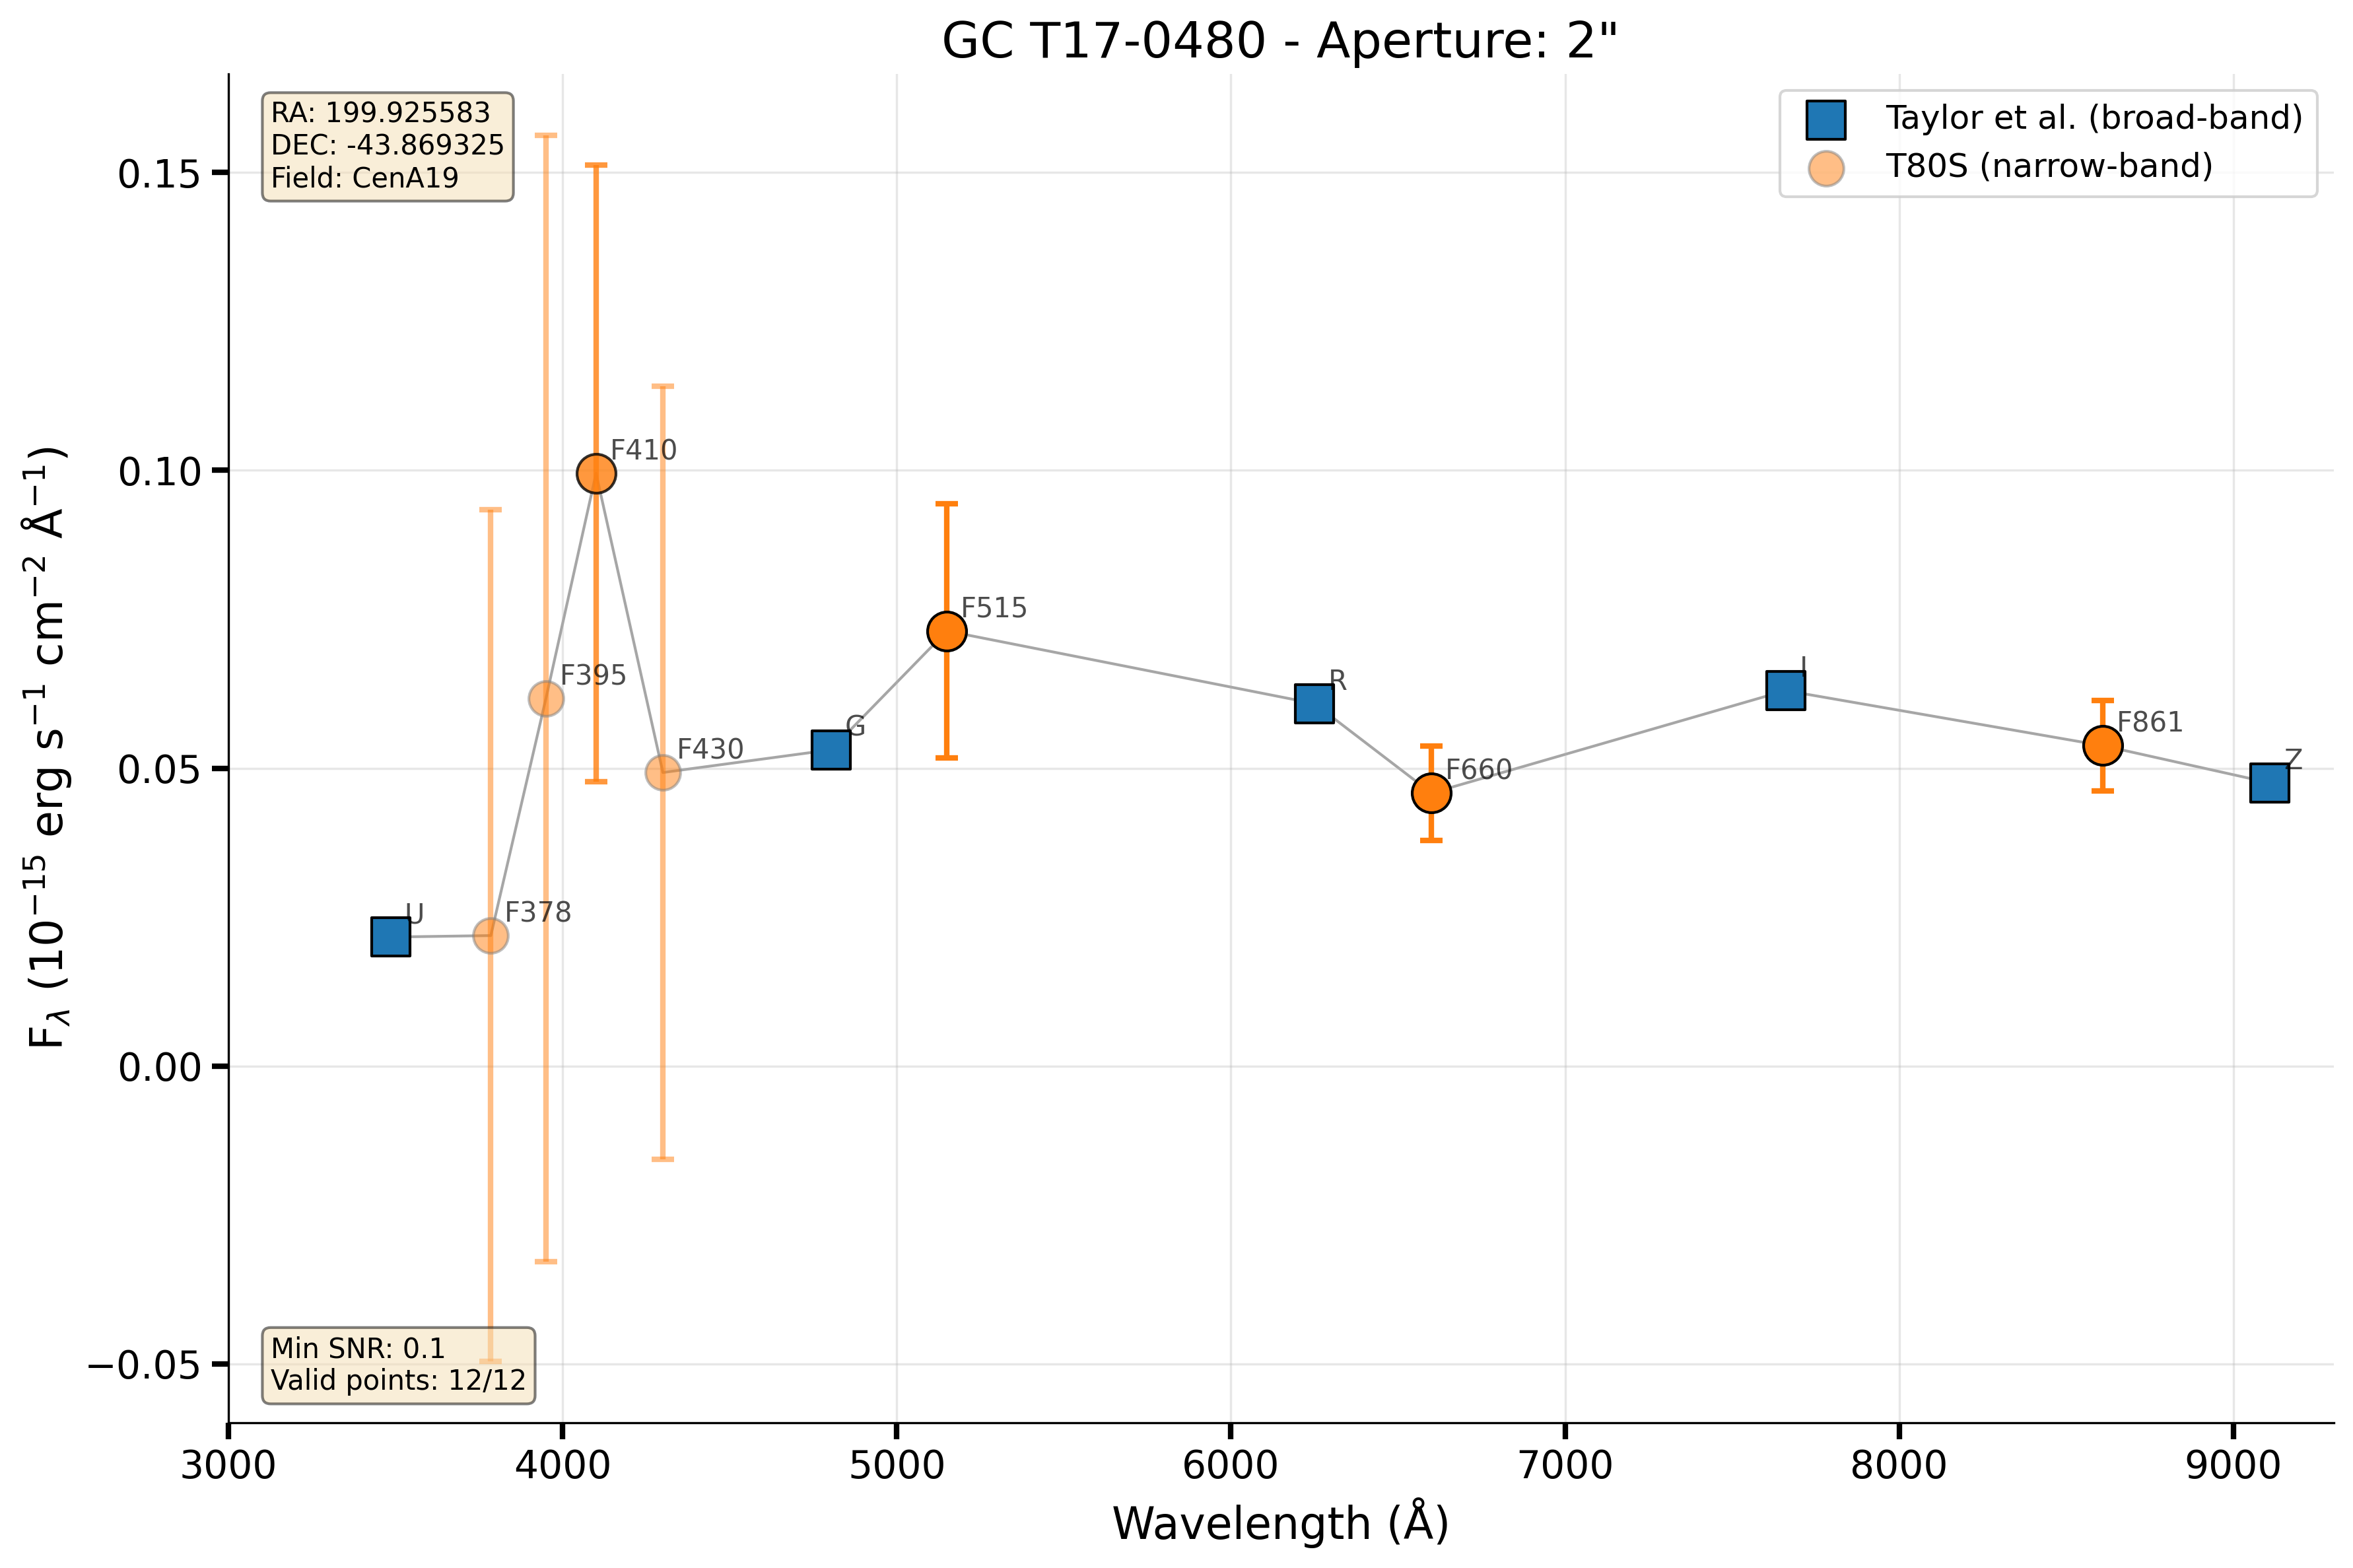 GC T17-0480 - Aperture: 2"
RA: 199.925583
DEC: -43.869325
Field: CenA19
Taylor et al. (broad-band)
T80S (narrow-band)
0.15
0.10
0.05
0.00
−0.05
F$_{λ}$ (10$^{−15}$ erg s$^{−1}$ cm$^{−2}$ Å$^{−1}$)
U
F378
F395
F410
F430
G
F515
R
F660
I
F861
Z
Min SNR: 0.1
Valid points: 12/12
3000 4000 5000 6000 7000 8000 9000
Wavelength (Å)